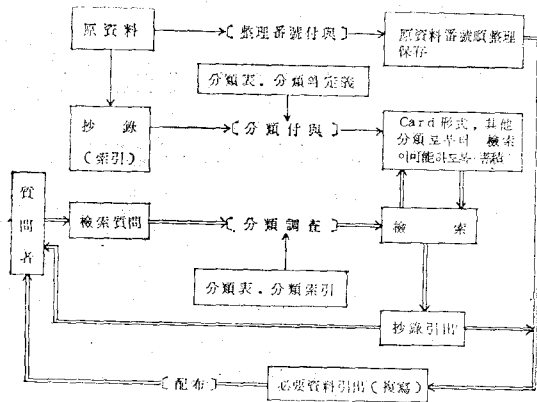 原資料
〔整理番號付與〕
原資料番號順整理
保存
分類表. 分類의定義
抄錄
(索引)
〔分類付與〕
Card 形式, 其他
分類로부터 檢索
이可能하도록 蓄積
質問者
檢索質問
〔分類調査〕
檢索
分類表. 分類索引
抄錄引出
〔配布〕
必要資料引出(複寫)